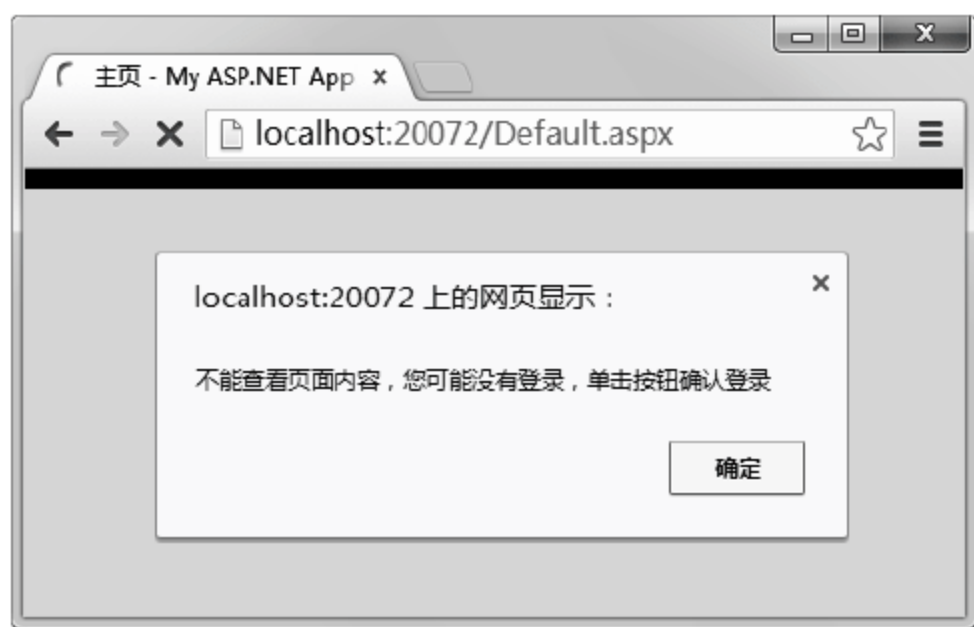 主页 - My ASP.NET App
localhost:20072/Default.aspx
localhost:20072 上的网页显示：
不能查看页面内容，您可能没有登录，单击按钮确认登录
确定